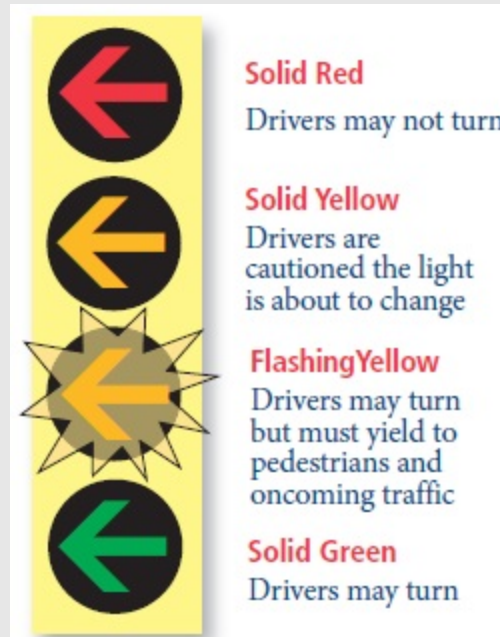 Solid Red
Drivers may not turn
Solid Yellow
Drivers are
cautioned the light
is about to change
FlashingYellow
Drivers may turn
but must yield to
pedestrians and
oncoming traffic
Solid Green
Drivers may turn